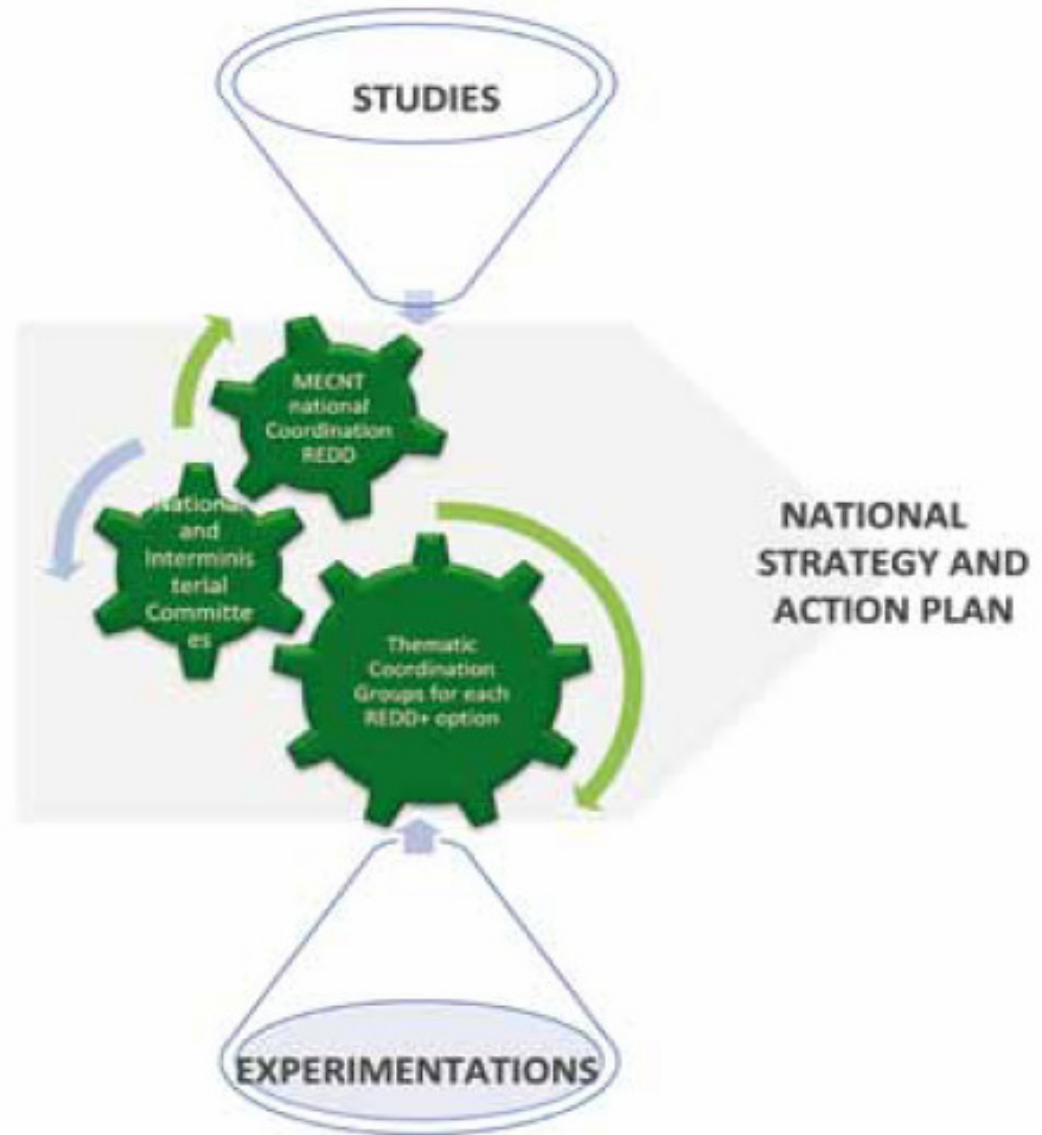 STUDIES
MECNT
national
Coordination
REDD
National
and
Interminis
terial
Committe
es
Thematic
Coordination
Groups for each
REDD+ option
NATIONAL
STRATEGY AND
ACTION PLAN
EXPERIMENTATIONS